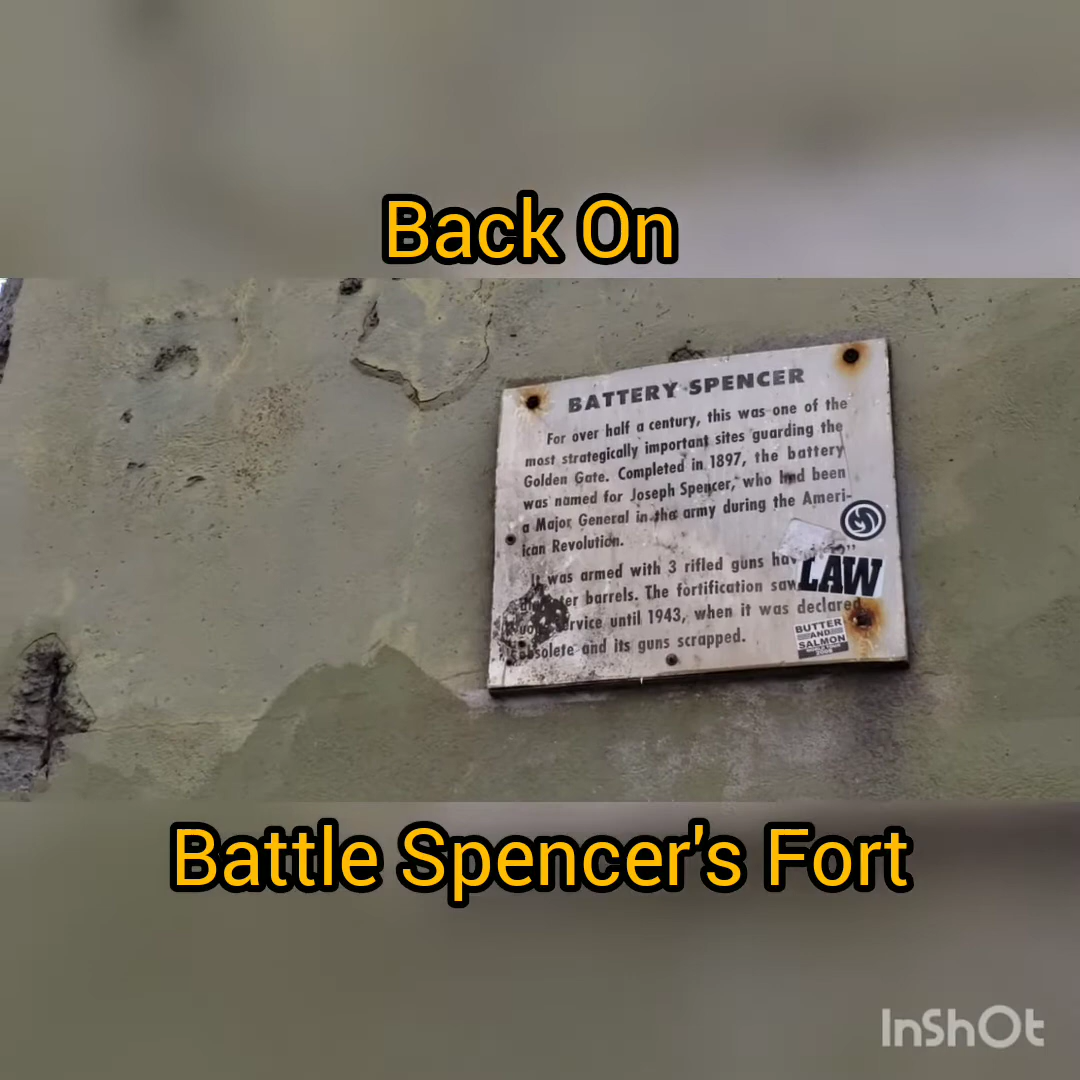 Back On
BATTERY SPENCER
For over half a century, this was one of the
most strategically important sites guarding the
Golden Gate. Completed in 1897, the battery
was named for Joseph Spencer, who had been
a Major General in the army during the Amer-
ican Revolution.
It was armed with 3 rifled guns
LAW
barrels. The fortification saw
until 1943, when it was declared
and its guns scrapped.
BUTTER
AND
SALMON
Battle Spencer's Fort
InShOt